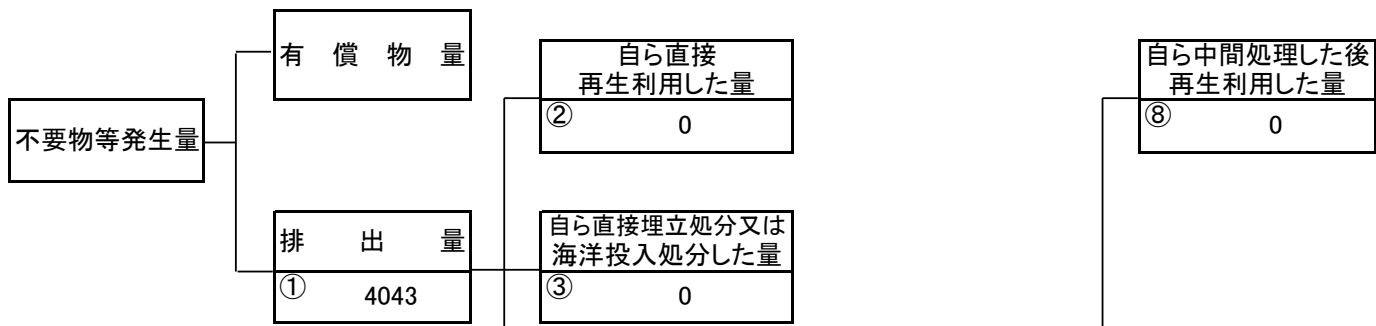 有償物量
自ら直接
再生利用した量
②
0
自ら中間処理した後
再生利用した量
⑧
0
不要物等発生量
排出量
①
4043
自ら直接埋立処分又は
海洋投入処分した量
③
0